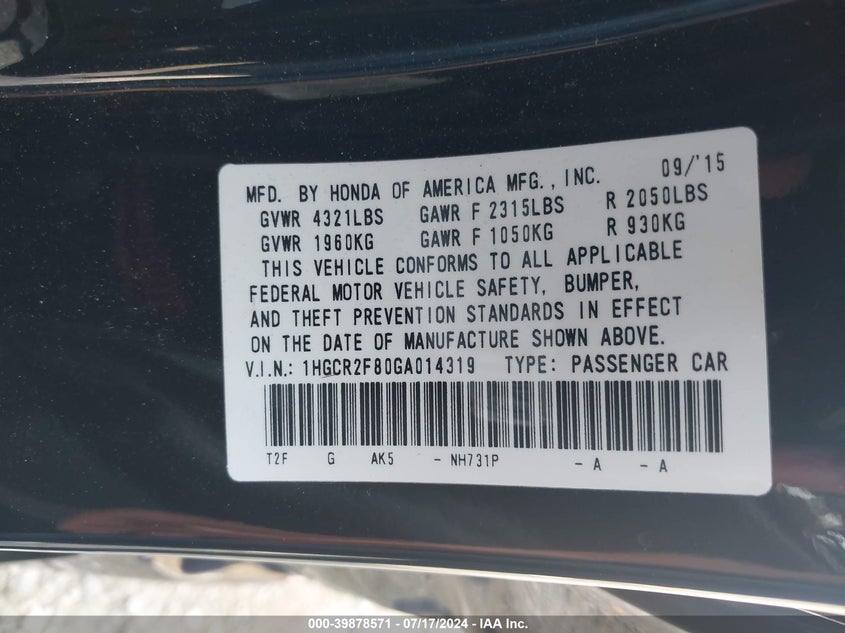 09/'15
MFD. BY HONDA OF AMERICA MFG., INC.
GVWR 4321LBS GAWR F 2315LBS R 2050LBS
GVWR 1960KG GAWR F 1050KG R 930KG
THIS VEHICLE CONFORMS TO ALL APPLICABLE
FEDERAL MOTOR VEHICLE SAFETY, BUMPER,
AND THEFT PREVENTION STANDARDS IN EFFECT
ON THE DATE OF MANUFACTURE SHOWN ABOVE.
V.I.N.: 1HGCR2F80GA014319 TYPE: PASSENGER CAR
T2F G AK5 - NH731P - A - A
000-39878571 - 07/17/2024 - IAA Inc.